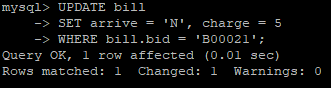 mysql> UPDATE bill
    -> SET arrive = 'N', charge = 5
    -> WHERE bill.bid = 'B00021';
Query OK, 1 row affected (0.01 sec)
Rows matched: 1  Changed: 1  Warnings: 0